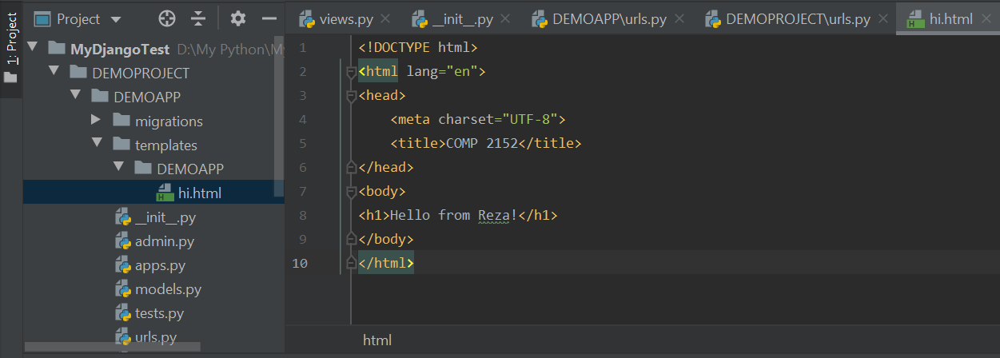 1: Project
Project
MyDjangoTest D:\My Python\M
DEMOPROJECT
DEMOAPP
migrations
templates
DEMOAPP
hi.html
__init__.py
admin.py
apps.py
models.py
tests.py
urls.py
views.py __init__.py DEMOAPP\urls.py DEMOPROJECT\urls.py hi.html
1 <!DOCTYPE html>
2 <html lang="en">
3 <head>
4 <meta charset="UTF-8">
5 <title>COMP 2152</title>
6 </head>
7 <body>
8 <h1>Hello from Reza!</h1>
9 </body>
10 </html>
html